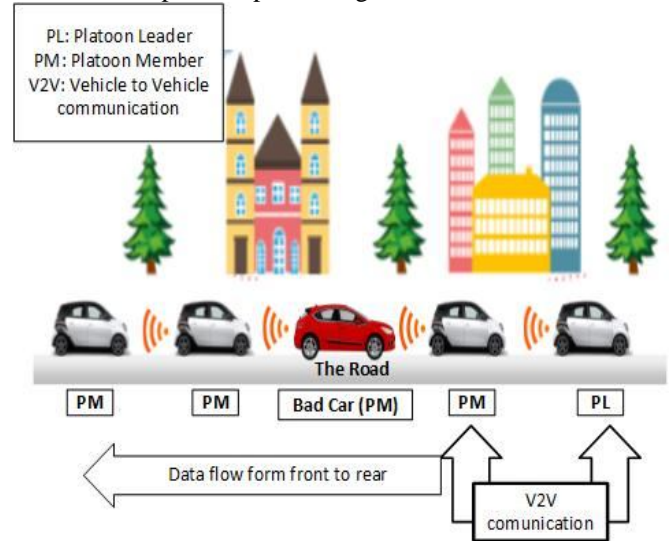 PL: Platoon Leader
PM: Platoon Member
V2V: Vehicle to Vehicle
communication
The Road
PM
PM
Bad Car (PM)
PM
PL
Data flow form front to rear
V2V
comunication